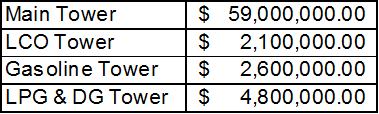 Main Tower $ 59,000,000.00
LCO Tower $ 2,100,000.00
Gasoline Tower $ 2,600,000.00
LPG & DG Tower $ 4,800,000.00